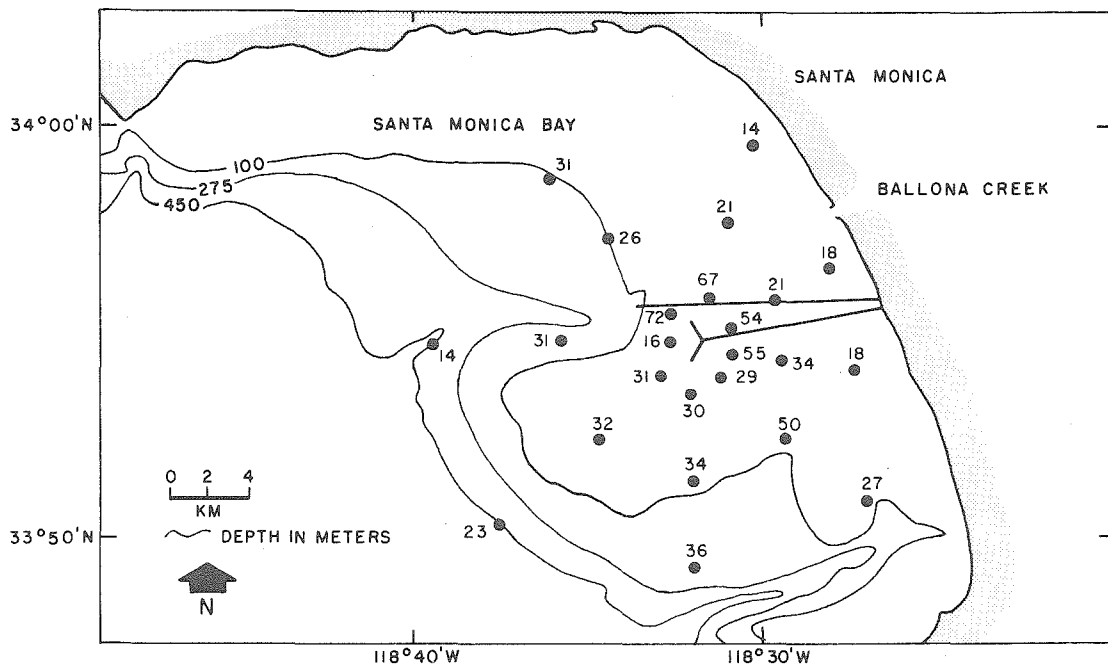 SANTA MONICA
34°00'N
SANTA MONICA BAY
14
100
31
275
BALLONA CREEK
450
21
26
18
67
21
72
54
31
16
14
55
34
18
31
29
30
32
50
34
0 2 4
KM
27
DEPTH IN METERS
23
33°50'N
36
N
118°40'W
118°30'W